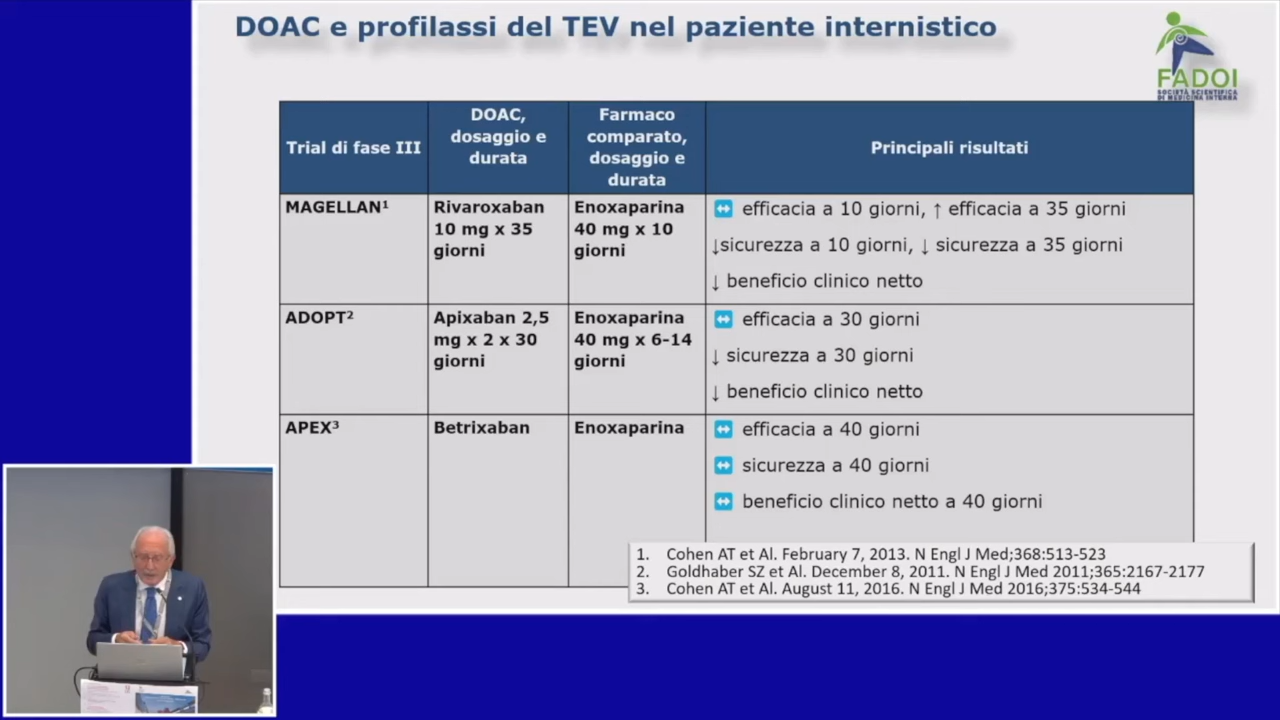 DOAC e profilassi del TEV nel paziente internistico
FADOI
SOCIETÀ SCIENTIFICA
DI MEDICINA INTERNA
Trial di fase III
DOAC,
dosaggio e
durata
Farmaco
comparato,
dosaggio e
durata
Principali risultati
MAGELLAN¹
Rivaroxaban
10 mg x 35
giorni
Enoxaparina
40 mg x 10
giorni
↔ efficacia a 10 giorni, ↑ efficacia a 35 giorni
↓sicurezza a 10 giorni, ↓ sicurezza a 35 giorni
↓ beneficio clinico netto
ADOPT²
Apixaban 2,5
mg x 2 x 30
giorni
Enoxaparina
40 mg x 6-14
giorni
↔ efficacia a 30 giorni
↓ sicurezza a 30 giorni
↓ beneficio clinico netto
APEX³
Betrixaban
Enoxaparina
↔ efficacia a 40 giorni
↔ sicurezza a 40 giorni
↔ beneficio clinico netto a 40 giorni
1. Cohen AT et Al. February 7, 2013. N Engl J Med;368:513-523
2. Goldhaber SZ et Al. December 8, 2011. N Engl J Med 2011;365:2167-2177
3. Cohen AT et Al. August 11, 2016. N Engl J Med 2016;375:534-544